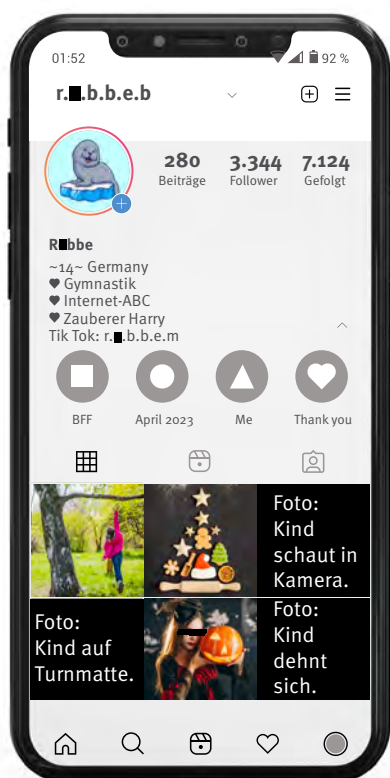 01:52
92 %
r.■.b.b.e.b
280
3.344
7.124
Beiträge
Follower
Gefolgt
R■bbe
~14~ Germany
♥ Gymnastik
♥ Internet-ABC
♥ Zauberer Harry
Tik Tok: r.■.b.b.e.m
BFF
April 2023
Me
Thank you
Foto:
Kind
schaut in
Kamera.
Foto:
Kind auf
Turnmatte.
Foto:
Kind
dehnt
sich.